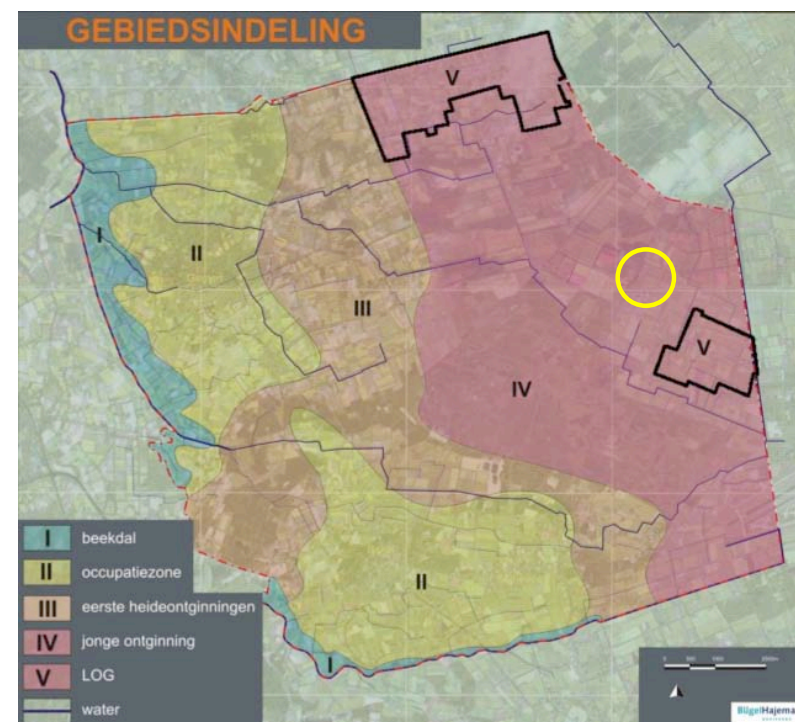 GEBIEDSINDELING
V
I
II
III
V
IV
II
I
I beekdal
II occupatiezone
III eerste heideontginningen
IV jonge ontginning
V LOG
water
BügelHajema